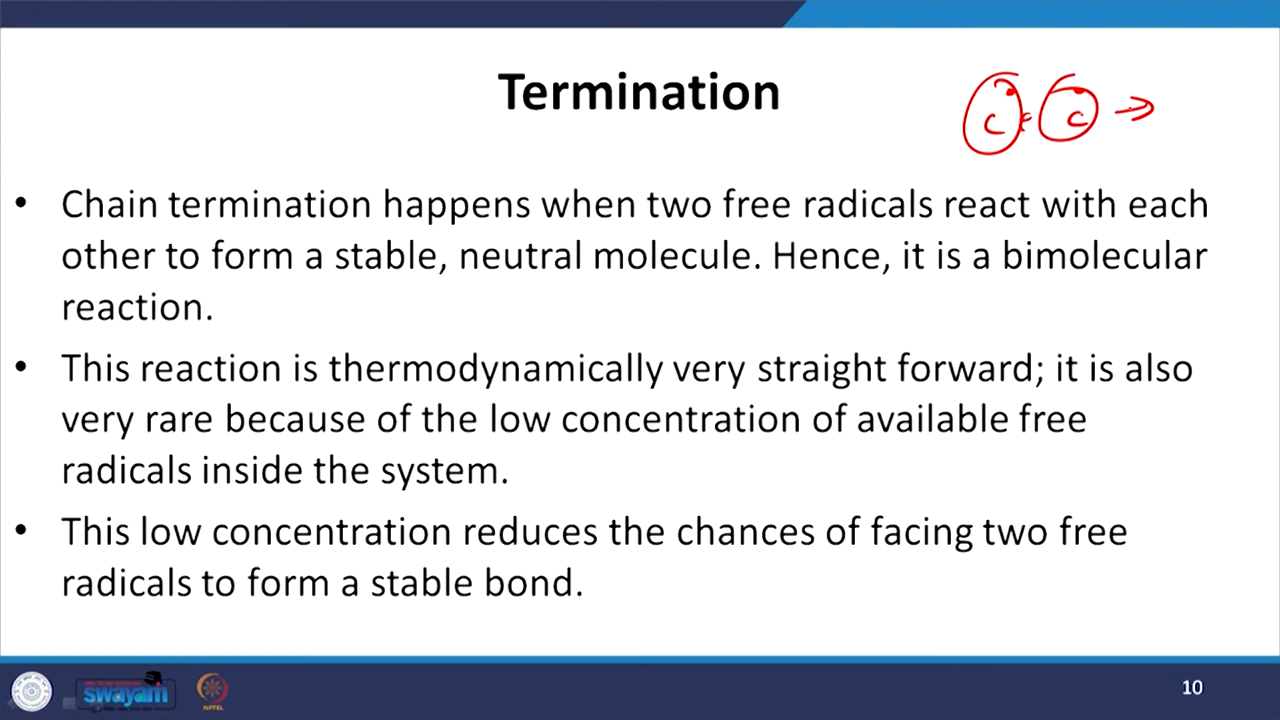 Termination
C C →
• Chain termination happens when two free radicals react with each
other to form a stable, neutral molecule. Hence, it is a bimolecular
reaction.
• This reaction is thermodynamically very straight forward; it is also
very rare because of the low concentration of available free
radicals inside the system.
• This low concentration reduces the chances of facing two free
radicals to form a stable bond.
swayam
NPTEL
10